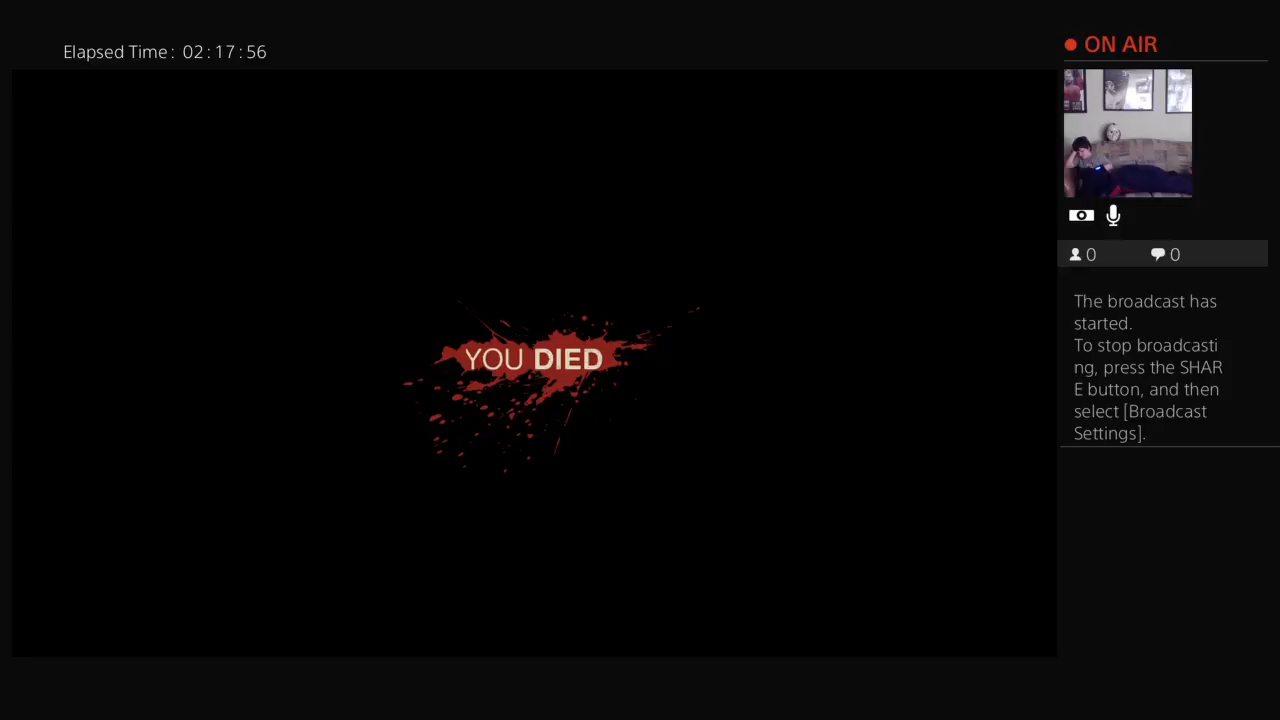 Elapsed Time: 02:17:56
ON AIR
YOU DIED
0 0
The broadcast has
started.
To stop broadcasti
ng, press the SHAR
E button, and then
select [Broadcast
Settings].